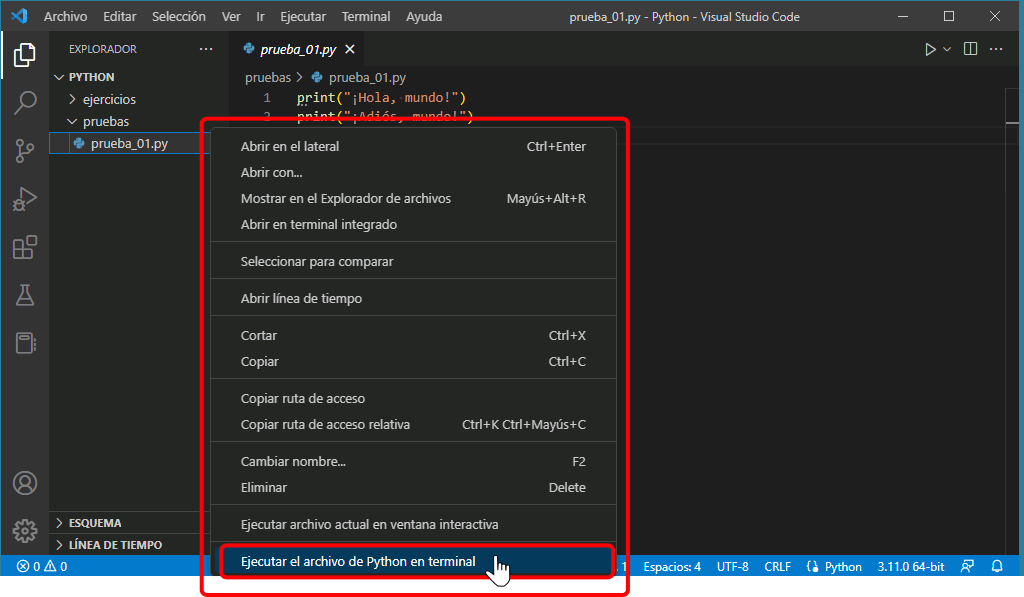 Archivo Editar Selección Ver Ir Ejecutar Terminal Ayuda prueba_01.py - Python - Visual Studio Code
EXPLORADOR ···
prueba_01.py
PYTHON
ejercicios
pruebas
prueba_01.py
pruebas > prueba_01.py
1 print("¡Hola, mundo!")
2 print("¡Adiós, mundo!")
Abrir en el lateral Ctrl+Enter
Abrir con...
Mostrar en el Explorador de archivos Mayús+Alt+R
Abrir en terminal integrado
Seleccionar para comparar
Abrir línea de tiempo
Cortar Ctrl+X
Copiar Ctrl+C
Copiar ruta de acceso
Copiar ruta de acceso relativa Ctrl+K Ctrl+Mayús+C
Cambiar nombre... F2
Eliminar Delete
Ejecutar archivo actual en ventana interactiva
Ejecutar el archivo de Python en terminal
ESQUEMA
LÍNEA DE TIEMPO
0 0 1 Espacios: 4 UTF-8 CRLF Python 3.11.0 64-bit